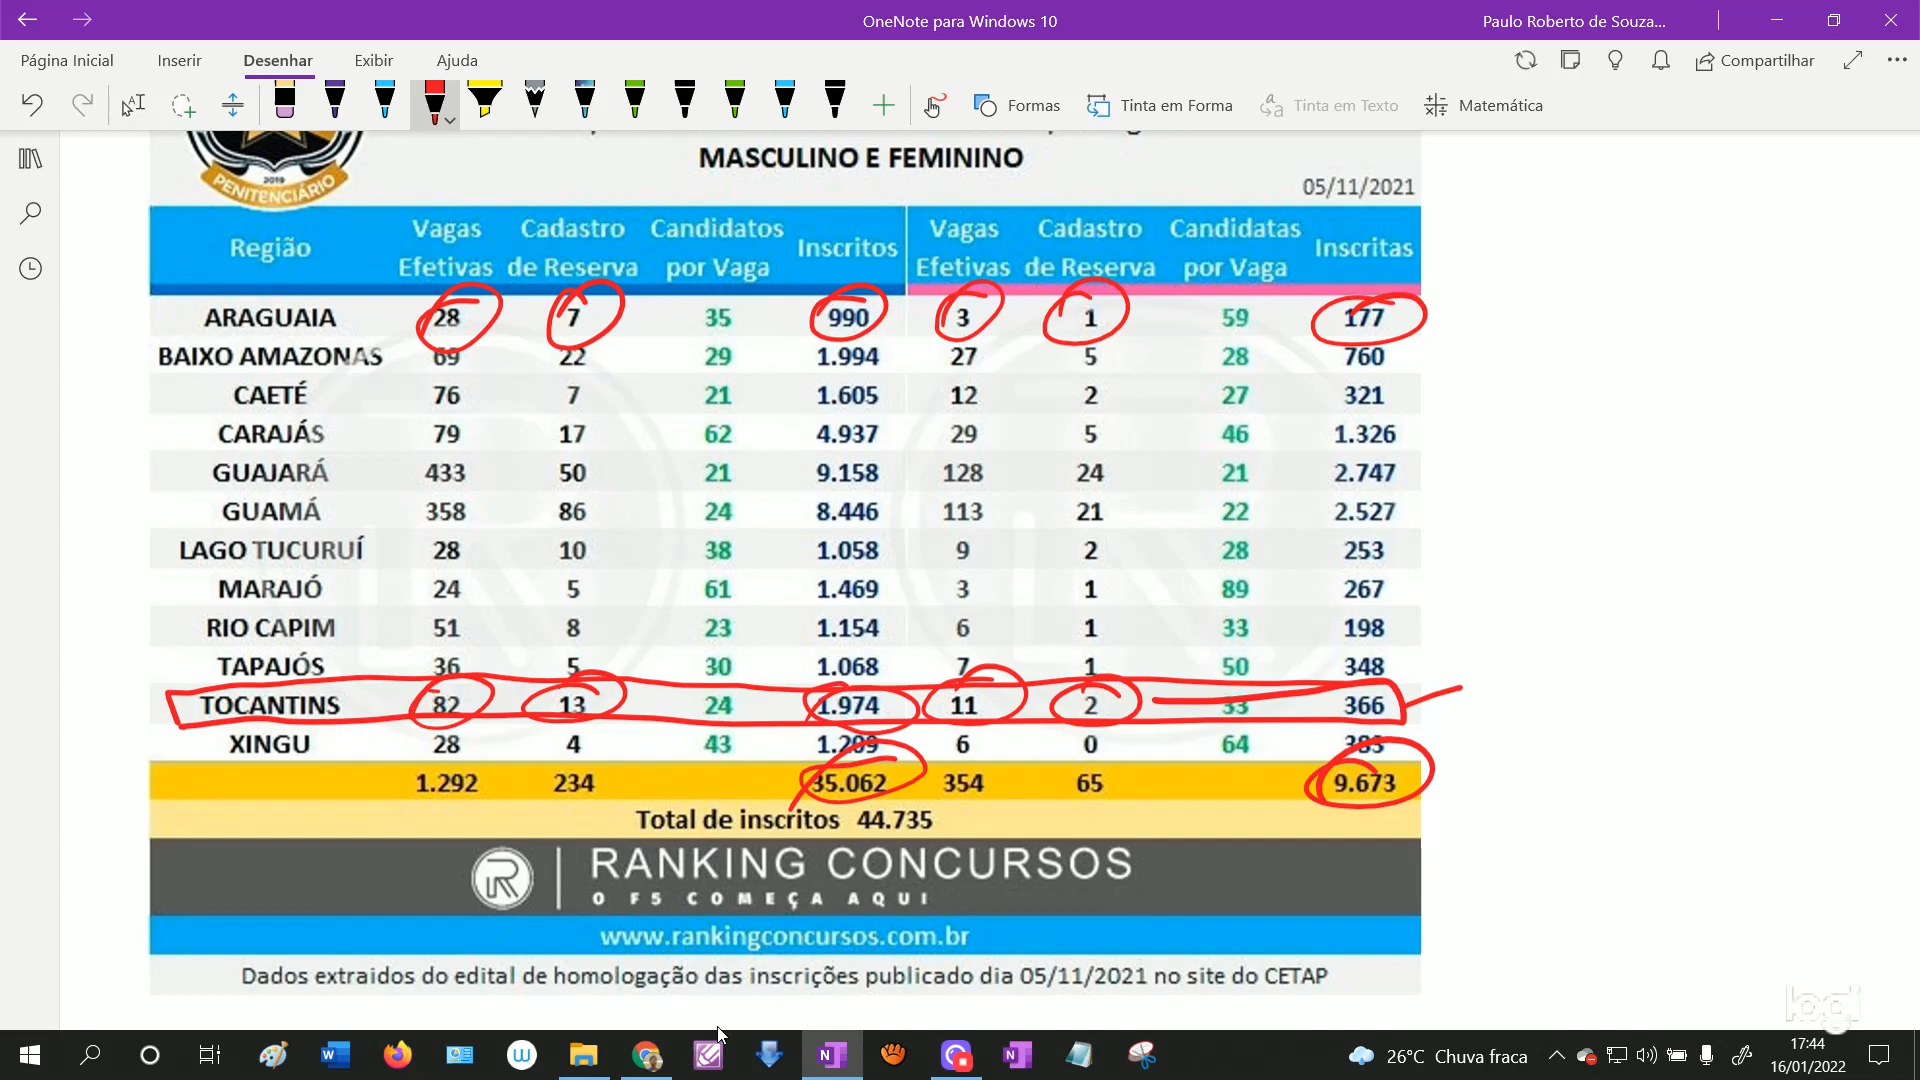 OneNote para Windows 10
Paulo Roberto de Souza...
Página Inicial Inserir Desenhar Exibir Ajuda
Compartilhar
Formas Tinta em Forma Tinta em Texto Matemática
2019
PENITENCIÁRIO
MASCULINO E FEMININO
05/11/2021
Região Vagas Efetivas Cadastro de Reserva Candidatos por Vaga Inscritos Vagas Efetivas Cadastro de Reserva Candidatas por Vaga Inscritas
ARAGUAIA 28 7 35 990 3 1 59 177
BAIXO AMAZONAS 69 22 29 1.994 27 5 28 760
CAETÉ 76 7 21 1.605 12 2 27 321
CARAJÁS 79 17 62 4.937 29 5 46 1.326
GUAJARÁ 433 50 21 9.158 128 24 21 2.747
GUAMÁ 358 86 24 8.446 113 21 22 2.527
LAGO TUCURUÍ 28 10 38 1.058 9 2 28 253
MARAJÓ 24 5 61 1.469 3 1 89 267
RIO CAPIM 51 8 23 1.154 6 1 33 198
TAPAJÓS 36 5 30 1.068 7 1 50 348
TOCANTINS 82 13 24 1.974 11 2 33 366
XINGU 28 4 43 1.209 6 0 64 383
1.292 234 35.062 354 65 9.673
Total de inscritos 44.735
RANKING CONCURSOS
O F5 COMEÇA AQUI
www.rankingconcursos.com.br
Dados extraidos do edital de homologação das inscrições publicado dia 05/11/2021 no site do CETAP
logi
26°C Chuva fraca
17:44
16/01/2022